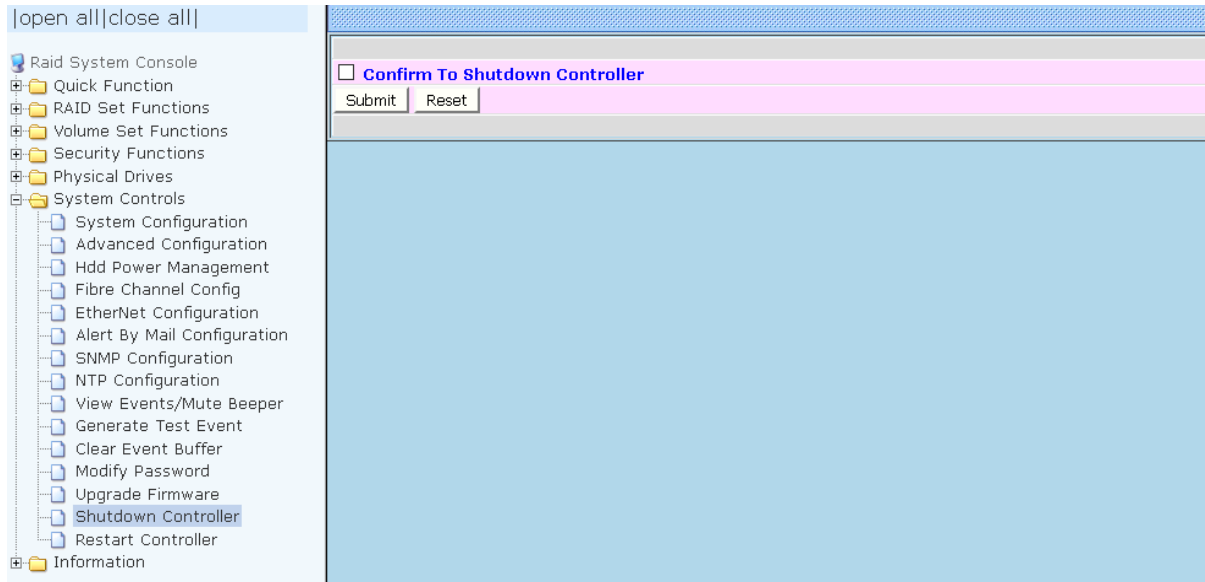 |open all|close all|
Raid System Console
Quick Function
RAID Set Functions
Volume Set Functions
Security Functions
Physical Drives
System Controls
System Configuration
Advanced Configuration
Hdd Power Management
Fibre Channel Config
EtherNet Configuration
Alert By Mail Configuration
SNMP Configuration
NTP Configuration
View Events/Mute Beeper
Generate Test Event
Clear Event Buffer
Modify Password
Upgrade Firmware
Shutdown Controller
Restart Controller
Information
Confirm To Shutdown Controller
Submit Reset